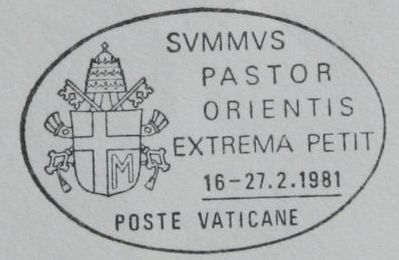 SVMMVS
PASTOR
ORIENTIS
EXTREMA PETIT
16-27.2.1981
M
POSTE VATICANE